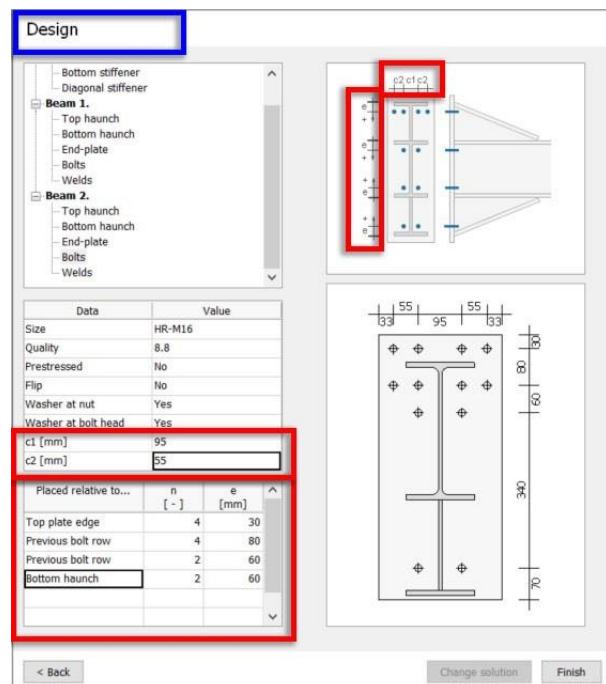 Design
Bottom stiffener
Diagonal stiffener
Beam 1.
Top haunch
Bottom haunch
End-plate
Bolts
Welds
Beam 2.
Top haunch
Bottom haunch
End-plate
Bolts
Welds
Data Value
Size HR-M16
Quality 8.8
Prestressed No
Flip No
Washer at nut Yes
Washer at bolt head Yes
c1 [mm] 95
c2 [mm] 55
Placed relative to... n [ - ] e [mm]
Top plate edge 4 30
Previous bolt row 4 80
Previous bolt row 2 60
Bottom haunch 2 60
c2 c1 c2
e
+
e
+
+
e
+
e
55 55
33 95 33
30
80
60
340
70
< Back Change solution Finish